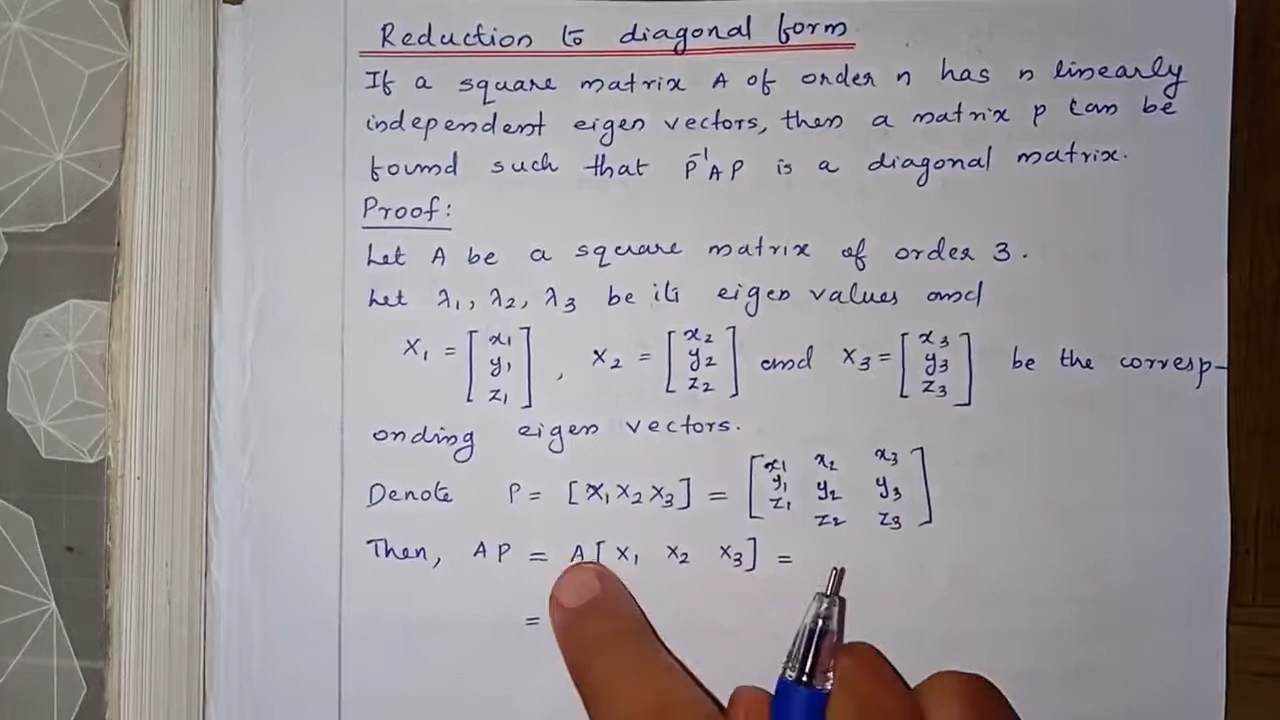 Reduction to diagonal form
If a square matrix A of order n has n linearly
independent eigen vectors, then a matrix P can be
found such that P⁻¹AP is a diagonal matrix.
Proof:
Let A be a square matrix of order 3.
Let λ₁, λ₂, λ₃ be its eigen values and
X₁ = [x₁ y₁ z₁], X₂ = [x₂ y₂ z₂] and X₃ = [x₃ y₃ z₃] be the corresp-
onding eigen vectors.
Denote P = [X₁ X₂ X₃] = [x₁ x₂ x₃ y₁ y₂ y₃ z₁ z₂ z₃]
Then, AP = A[X₁ X₂ X₃] =
=